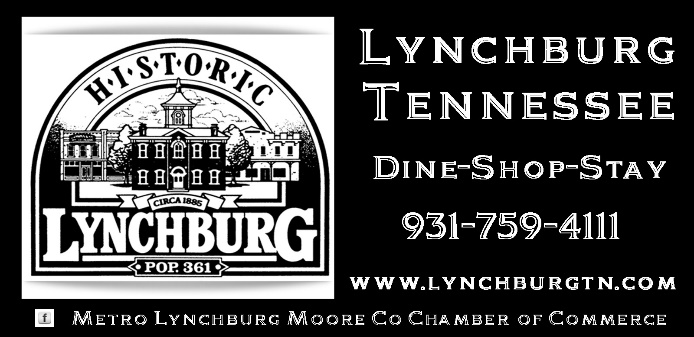 H·I·S·T·O·R·I·C
CIRCA 1885
LYNCHBURG
· POP. 361 ·
LYNCHBURG
TENNESSEE
DINE-SHOP-STAY
931-759-4111
WWW.LYNCHBURGTN.COM
f METRO LYNCHBURG MOORE CO CHAMBER OF COMMERCE